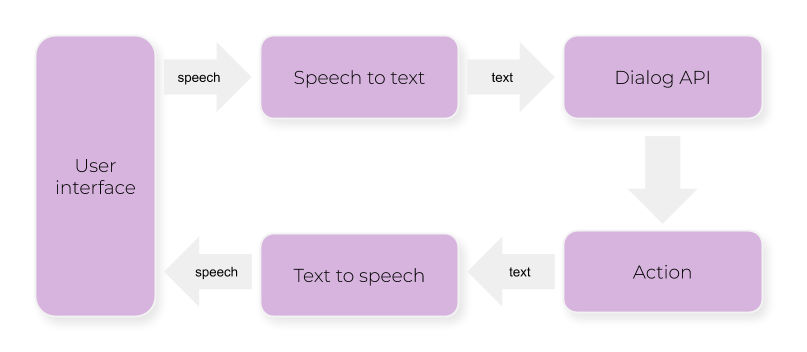 User
interface
speech
Speech to text
text
Dialog API
Action
text
Text to speech
speech